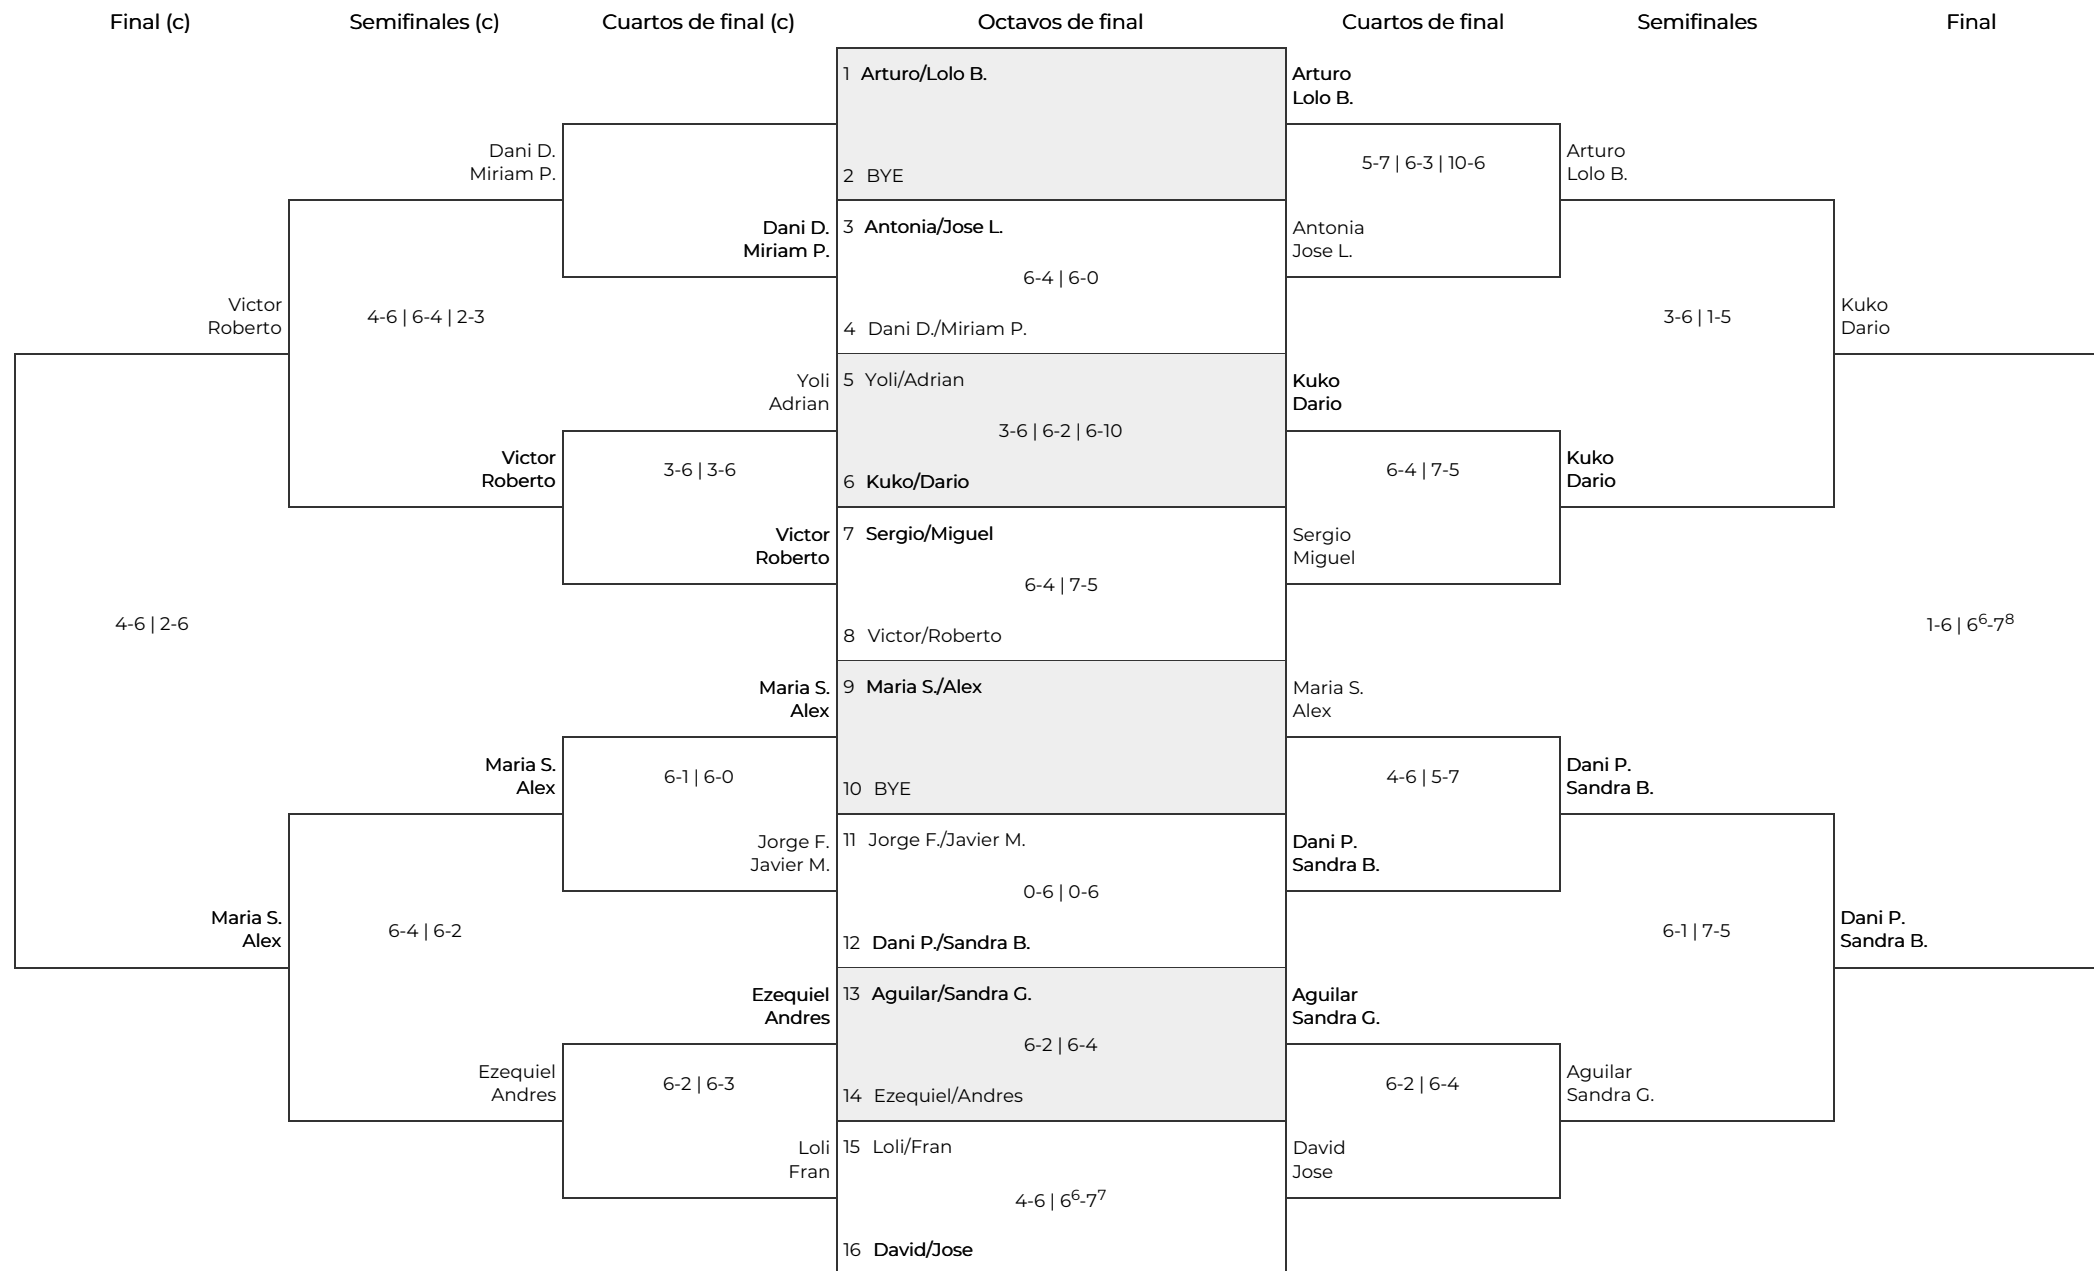 Final (c) Semifinales (c) Cuartos de final (c) Octavos de final Cuartos de final Semifinales Final
1 Arturo/Lolo B.
2 BYE
3 Antonia/Jose L.
6-4 | 6-0
4 Dani D./Miriam P.
5 Yoli/Adrian
3-6 | 6-2 | 6-10
6 Kuko/Dario
7 Sergio/Miguel
6-4 | 7-5
8 Victor/Roberto
9 Maria S./Alex
10 BYE
11 Jorge F./Javier M.
0-6 | 0-6
12 Dani P./Sandra B.
13 Aguilar/Sandra G.
6-2 | 6-4
14 Ezequiel/Andres
15 Loli/Fran
4-6 | 6⁶-7⁷
16 David/Jose
Dani D.
Miriam P.
Yoli
Adrian
3-6 | 3-6
Victor
Roberto
Maria S.
Alex
6-1 | 6-0
Jorge F.
Javier M.
Ezequiel
Andres
6-2 | 6-3
Loli
Fran
Dani D.
Miriam P.
4-6 | 6-4 | 2-3
Victor
Roberto
Maria S.
Alex
6-4 | 6-2
Ezequiel
Andres
Victor
Roberto
4-6 | 2-6
Maria S.
Alex
Arturo
Lolo B.
5-7 | 6-3 | 10-6
Antonia
Jose L.
Kuko
Dario
6-4 | 7-5
Sergio
Miguel
Maria S.
Alex
4-6 | 5-7
Dani P.
Sandra B.
Aguilar
Sandra G.
6-2 | 6-4
David
Jose
Arturo
Lolo B.
3-6 | 1-5
Kuko
Dario
Dani P.
Sandra B.
6-1 | 7-5
Aguilar
Sandra G.
Kuko
Dario
1-6 | 6⁶-7⁸
Dani P.
Sandra B.